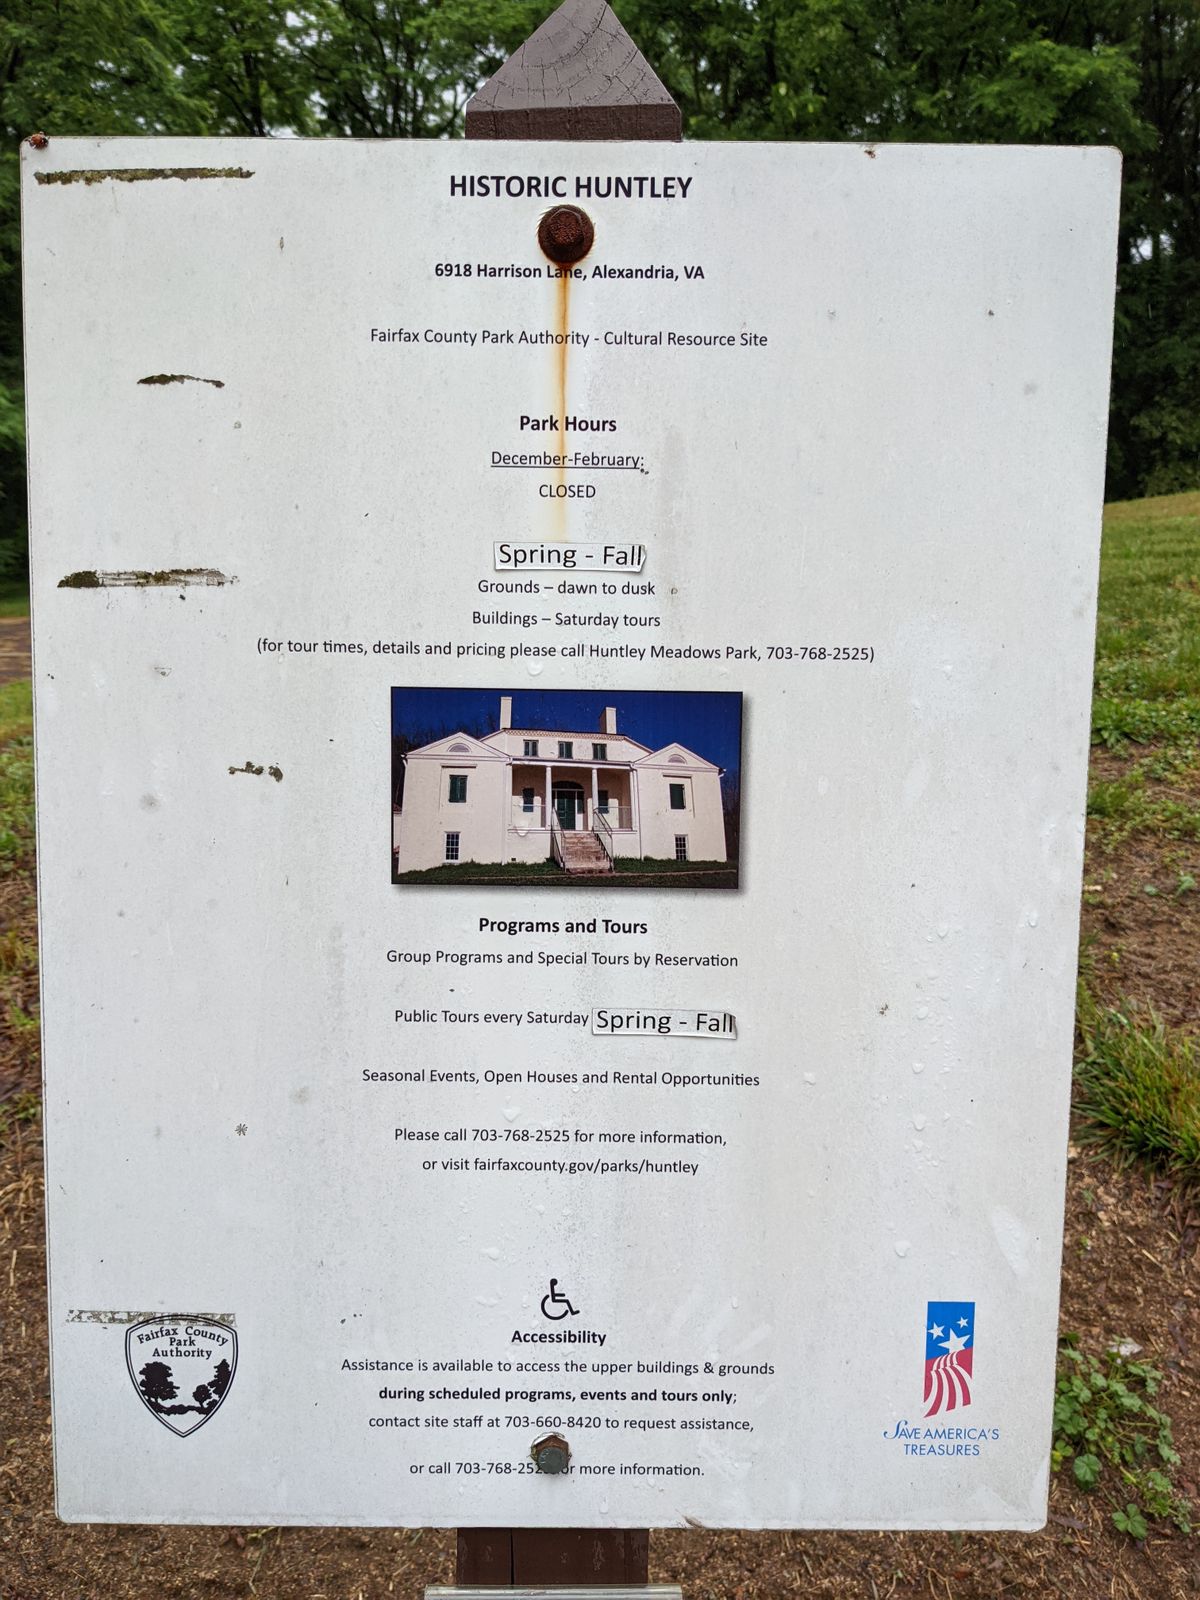 HISTORIC HUNTLEY
6918 Harrison Lane, Alexandria, VA
Fairfax County Park Authority - Cultural Resource Site
Park Hours
December-February:
CLOSED
Spring - Fall
Grounds – dawn to dusk
Buildings – Saturday tours
(for tour times, details and pricing please call Huntley Meadows Park, 703-768-2525)
Programs and Tours
Group Programs and Special Tours by Reservation
Public Tours every Saturday Spring - Fall
Seasonal Events, Open Houses and Rental Opportunities
Please call 703-768-2525 for more information,
or visit fairfaxcounty.gov/parks/huntley
Accessibility
Assistance is available to access the upper buildings & grounds
during scheduled programs, events and tours only;
contact site staff at 703-660-8420 to request assistance,
or call 703-768-252 or more information.
Fairfax County
Park
Authority
SAVE AMERICA'S
TREASURES